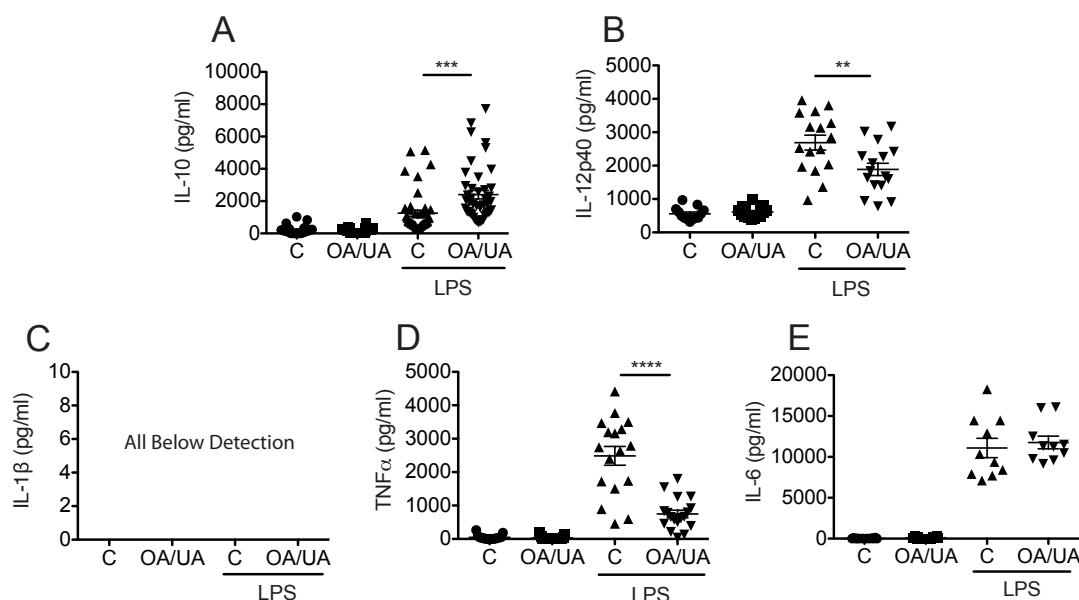 A
IL-10 (pg/ml)
10000
8000
6000
4000
2000
0
***
C OA/UA C OA/UA
LPS
B
IL-12p40 (pg/ml)
5000
4000
3000
2000
1000
0
**
C OA/UA C OA/UA
LPS
C
IL-1β (pg/ml)
10
8
6
4
2
0
All Below Detection
C OA/UA C OA/UA
LPS
D
TNFα (pg/ml)
5000
4000
3000
2000
1000
0
****
C OA/UA C OA/UA
LPS
E
IL-6 (pg/ml)
20000
15000
10000
5000
0
C OA/UA C OA/UA
LPS